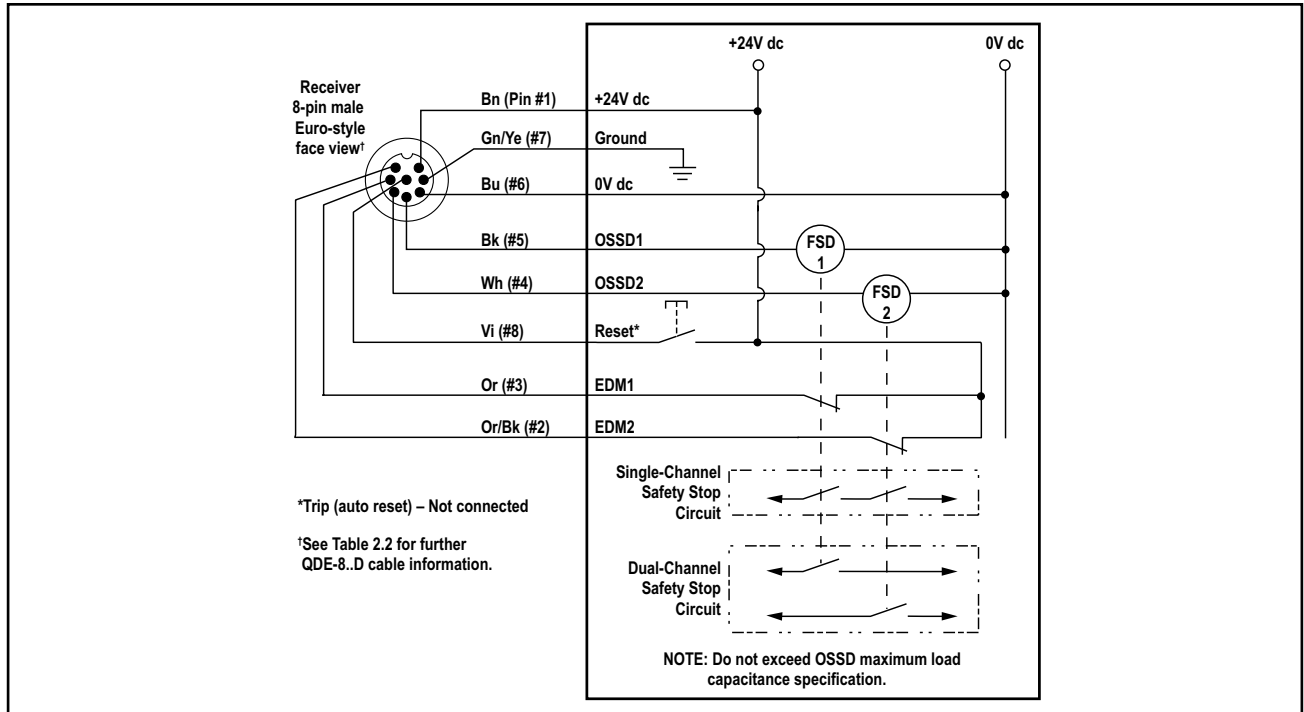 +24V dc
0V dc
Receiver
8-pin male
Euro-style
face view†
Bn (Pin #1)
+24V dc
Gn/Ye (#7)
Ground
Bu (#6)
0V dc
Bk (#5)
OSSD1
FSD
1
Wh (#4)
OSSD2
FSD
2
Vi (#8)
Reset*
Or (#3)
EDM1
Or/Bk (#2)
EDM2
Single-Channel
Safety Stop
Circuit
*Trip (auto reset) – Not connected
†See Table 2.2 for further
QDE-8..D cable information.
Dual-Channel
Safety Stop
Circuit
NOTE: Do not exceed OSSD maximum load
capacitance specification.